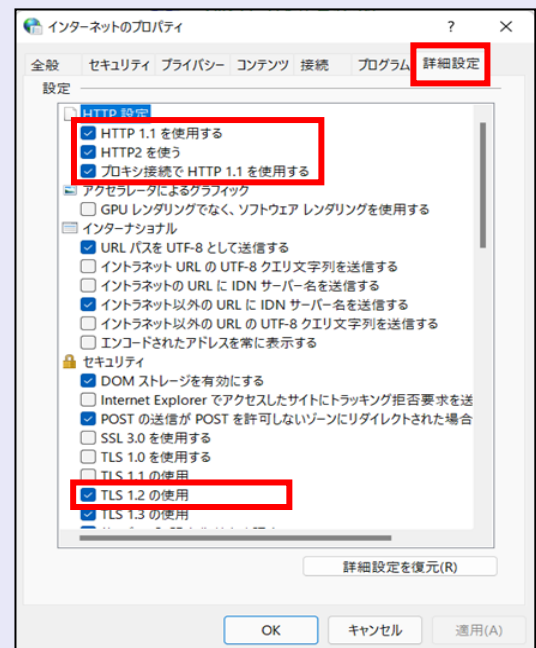 インターネットのプロパティ ? ×
全般 セキュリティ プライバシー コンテンツ 接続 プログラム 詳細設定
設定
HTTP 設定
HTTP 1.1 を使用する
HTTP2 を使う
プロキシ接続で HTTP 1.1 を使用する
アクセラレータによるグラフィック
GPU レンダリングでなく、ソフトウェア レンダリングを使用する
インターナショナル
URL パスを UTF-8 として送信する
イントラネット URL の UTF-8 クエリ文字列を送信する
イントラネットの URL に IDN サーバー名を送信する
イントラネット以外の URL に IDN サーバー名を送信する
イントラネット以外の URL の UTF-8 クエリ文字列を送信する
エンコードされたアドレスを常に表示する
セキュリティ
DOM ストレージを有効にする
Internet Explorer でアクセスしたサイトにトラッキング拒否要求を送
POST の送信が POST を許可しないゾーンにリダイレクトされた場合
SSL 3.0 を使用する
TLS 1.0 を使用する
TLS 1.1 の使用
TLS 1.2 の使用
TLS 1.3 の使用
詳細設定を復元(R)
OK キャンセル 適用(A)